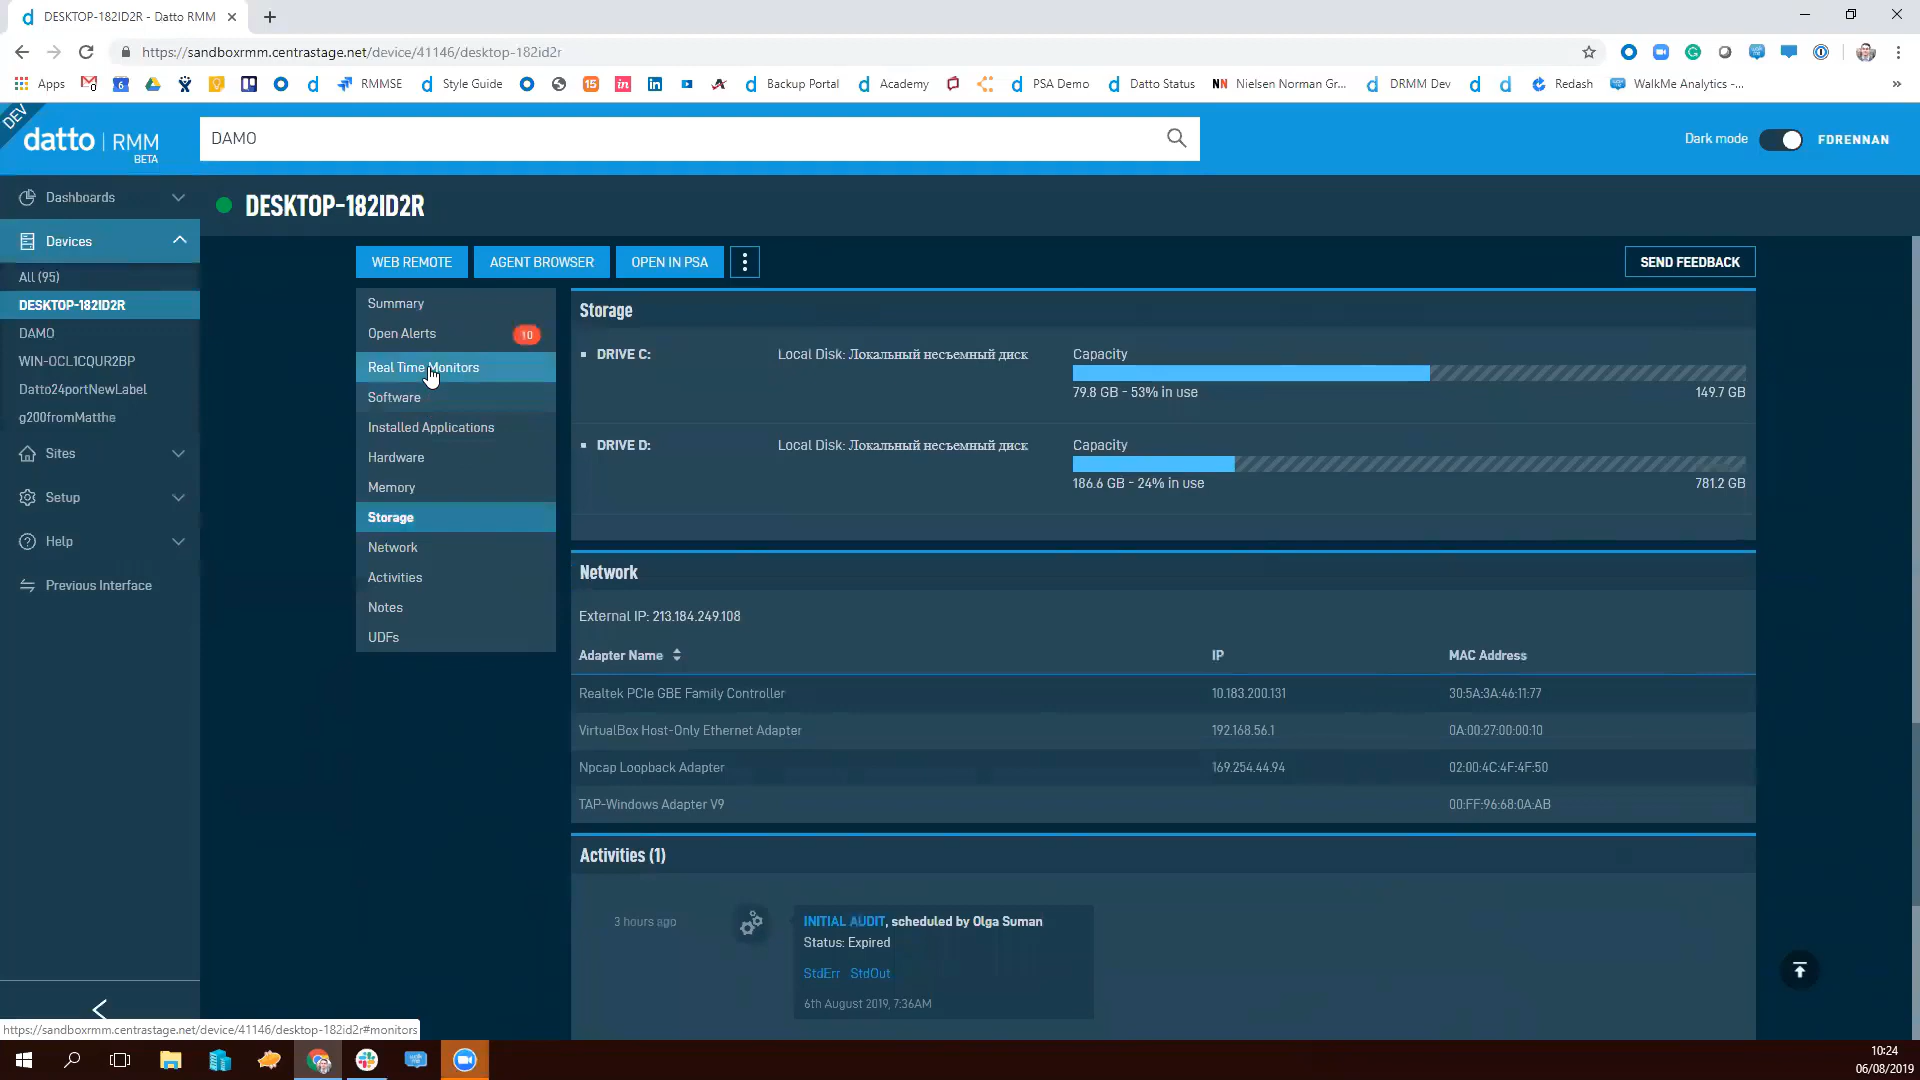 DESKTOP-182ID2R - Datto RMM
https://sandboxrmm.centrastage.net/device/41146/desktop-182id2r
Apps RMMSE Style Guide Backup Portal Academy PSA Demo Datto Status Nielsen Norman Gr... DRMM Dev Redash WalkMe Analytics -...
DEV
datto | RMM
BETA
DAMO
Dark mode
FDRENNAN
Dashboards
Devices
All (95)
DESKTOP-182ID2R
DAMO
WIN-OCL1CQUR2BP
Datto24portNewLabel
g200fromMatthe
Sites
Setup
Help
Previous Interface
DESKTOP-182ID2R
WEB REMOTE AGENT BROWSER OPEN IN PSA
SEND FEEDBACK
Summary
Open Alerts 10
Real Time Monitors
Software
Installed Applications
Hardware
Memory
Storage
Network
Activities
Notes
UDFs
Storage
DRIVE C: Local Disk: Локальный несъемный диск Capacity
79.8 GB - 53% in use 149.7 GB
DRIVE D: Local Disk: Локальный несъемный диск Capacity
186.6 GB - 24% in use 781.2 GB
Network
External IP: 213.184.249.108
Adapter Name IP MAC Address
Realtek PCIe GBE Family Controller 10.183.200.131 30:5A:3A:46:11:77
VirtualBox Host-Only Ethernet Adapter 192.168.56.1 0A:00:27:00:00:10
Npcap Loopback Adapter 169.254.44.94 02:00:4C:4F:4F:50
TAP-Windows Adapter V9 00:FF:96:68:0A:AB
Activities (1)
3 hours ago
INITIAL AUDIT, scheduled by Olga Suman
Status: Expired
StdErr StdOut
6th August 2019, 7:36AM
https://sandboxrmm.centrastage.net/device/41146/desktop-182id2r#monitors
10:24
06/08/2019